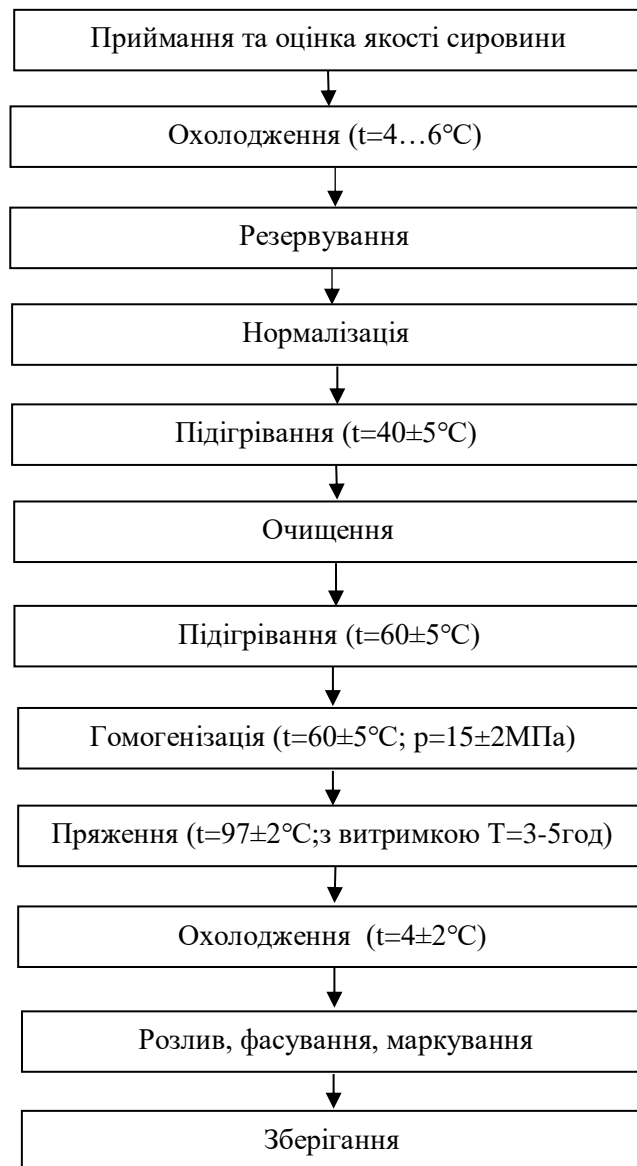 Приймання та оцінка якості сировини
Охолодження (t=4…6°С)
Резервування
Нормалізація
Підігрівання (t=40±5°С)
Очищення
Підігрівання (t=60±5°С)
Гомогенізація (t=60±5°С; р=15±2МПа)
Пряження (t=97±2°С;з витримкою Т=3-5год)
Охолодження (t=4±2°С)
Розлив, фасування, маркування
Зберігання